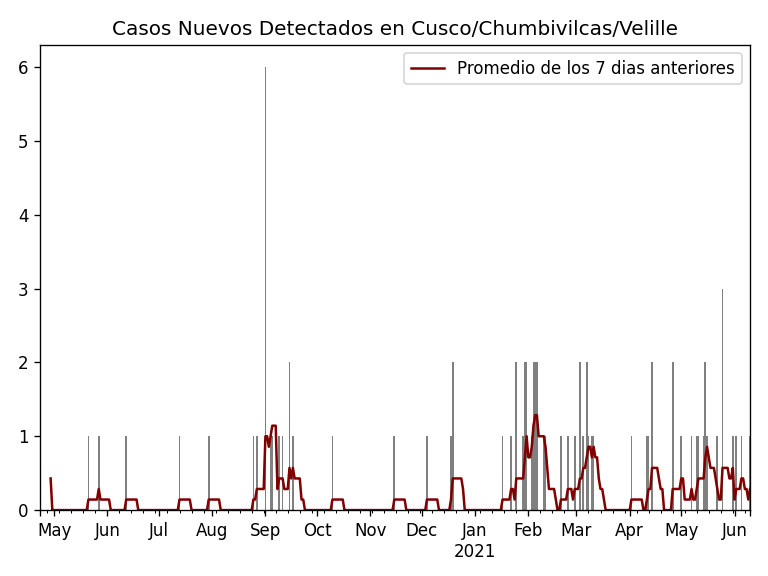 Casos Nuevos Detectados en Cusco/Chumbivilcas/Velille
Promedio de los 7 dias anteriores
6
5
4
3
2
1
0
May Jun Jul Aug Sep Oct Nov Dec Jan Feb Mar Apr May Jun
2021